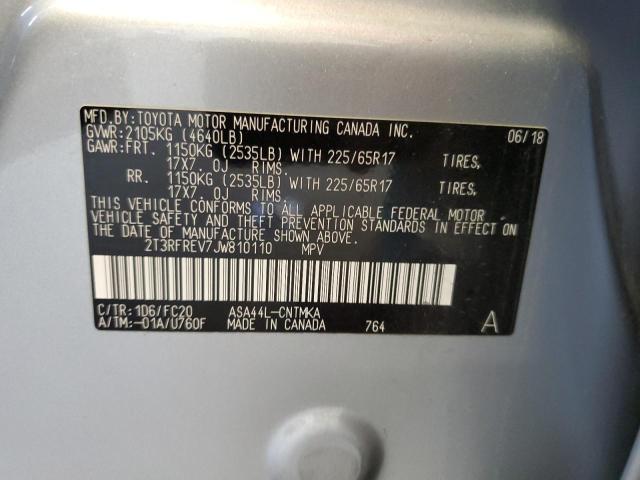 MFD.BY:TOYOTA MOTOR MANUFACTURING CANADA INC.
GVWR:2105KG (4640LB) 06/18
GAWR:FRT. 1150KG (2535LB) WITH 225/65R17 TIRES,
17X7.0J RIMS.
RR. 1150KG (2535LB) WITH 225/65R17 TIRES,
17X7.0J RIMS.
THIS VEHICLE CONFORMS TO ALL APPLICABLE FEDERAL MOTOR
VEHICLE SAFETY AND THEFT PREVENTION STANDARDS IN EFFECT ON
THE DATE OF MANUFACTURE SHOWN ABOVE.
2T3RFREV7JW810110 MPV
C/TR:1D6/FC20 ASA44L-CNTMKA
A/TM:-01A/U760F MADE IN CANADA 764 A